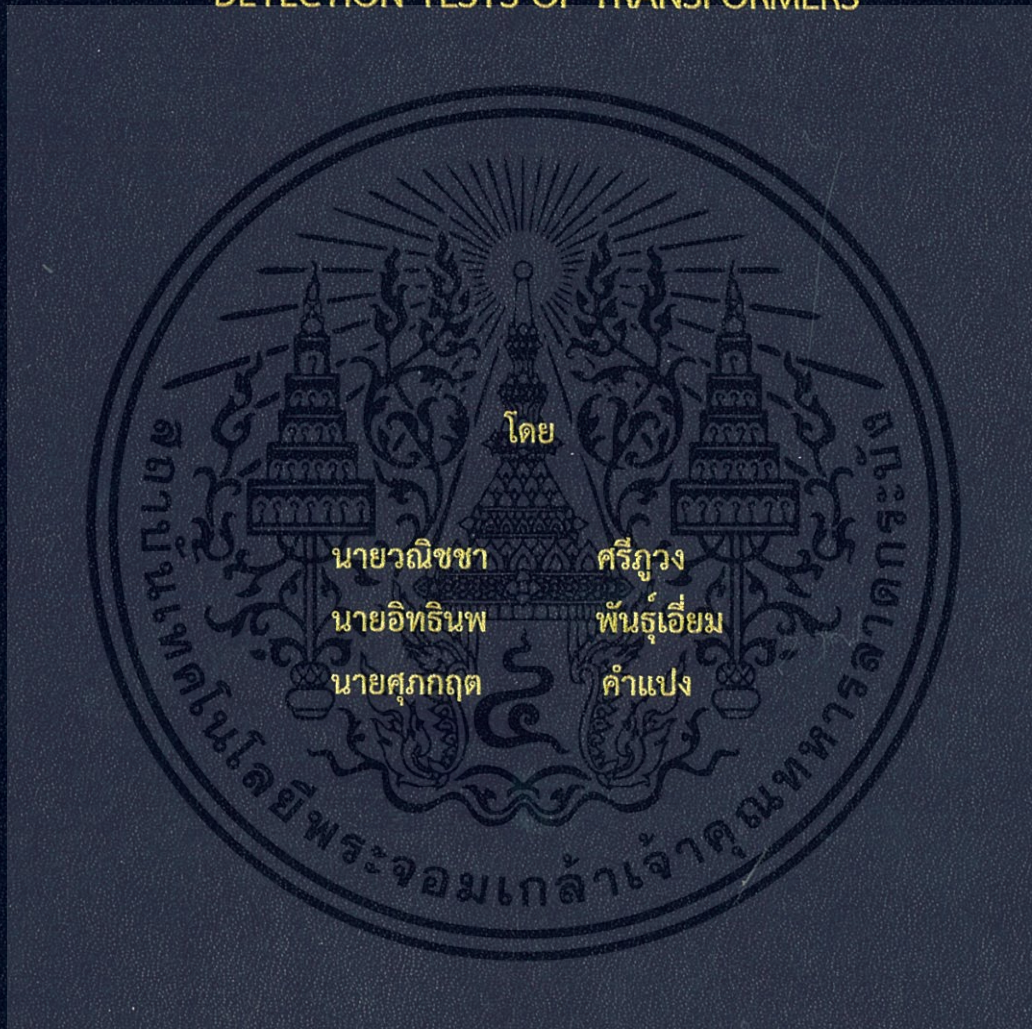 DETECTION TESTS OF TRANSFORMERS
โดย
นายวณิชชา ศรีภูวง
นายอิทธินพ พันธุ์เอี่ยม
นายศุภกฤต คำแปง
๔
สถาบันเทคโนโลยีพระจอมเกล้าเจ้าคุณทหารลาดกระบัง